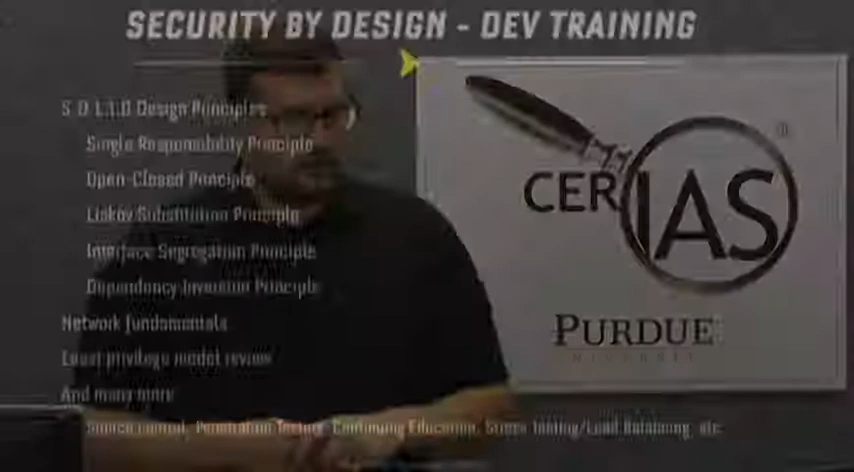 SECURITY BY DESIGN - DEV TRAINING
S.O.L.I.D Design Principles
Single Responsibility Principle
Open-Closed Principle
Liskov Substitution Principle
Interface Segregation Principle
Dependency Inversion Principle
Network fundamentals
Least privilege model review
And many more
Source Control, Penetration Testing, Continuing Education, Stress Testing/Load Balancing, etc
CERIAS
®
PURDUE
UNIVERSITY